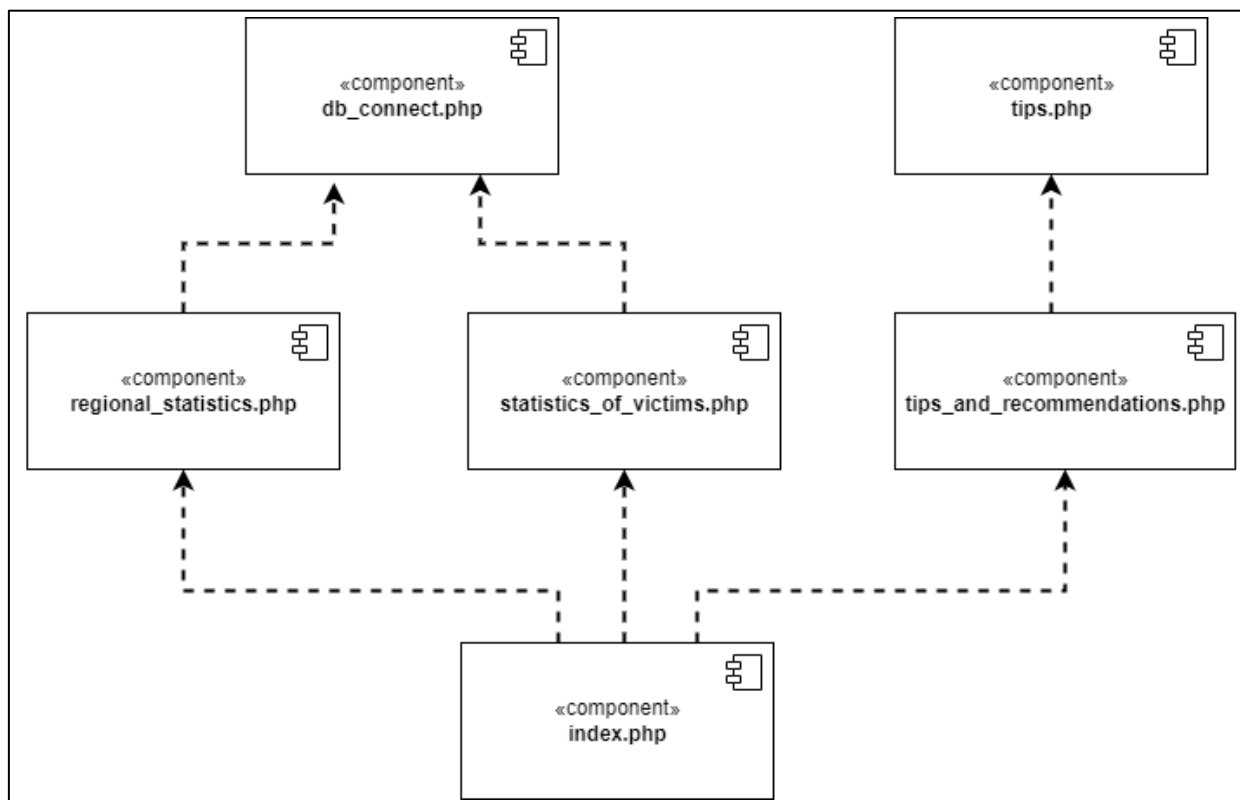 «component»
db_connect.php
«component»
tips.php
«component»
regional_statistics.php
«component»
statistics_of_victims.php
«component»
tips_and_recommendations.php
«component»
index.php